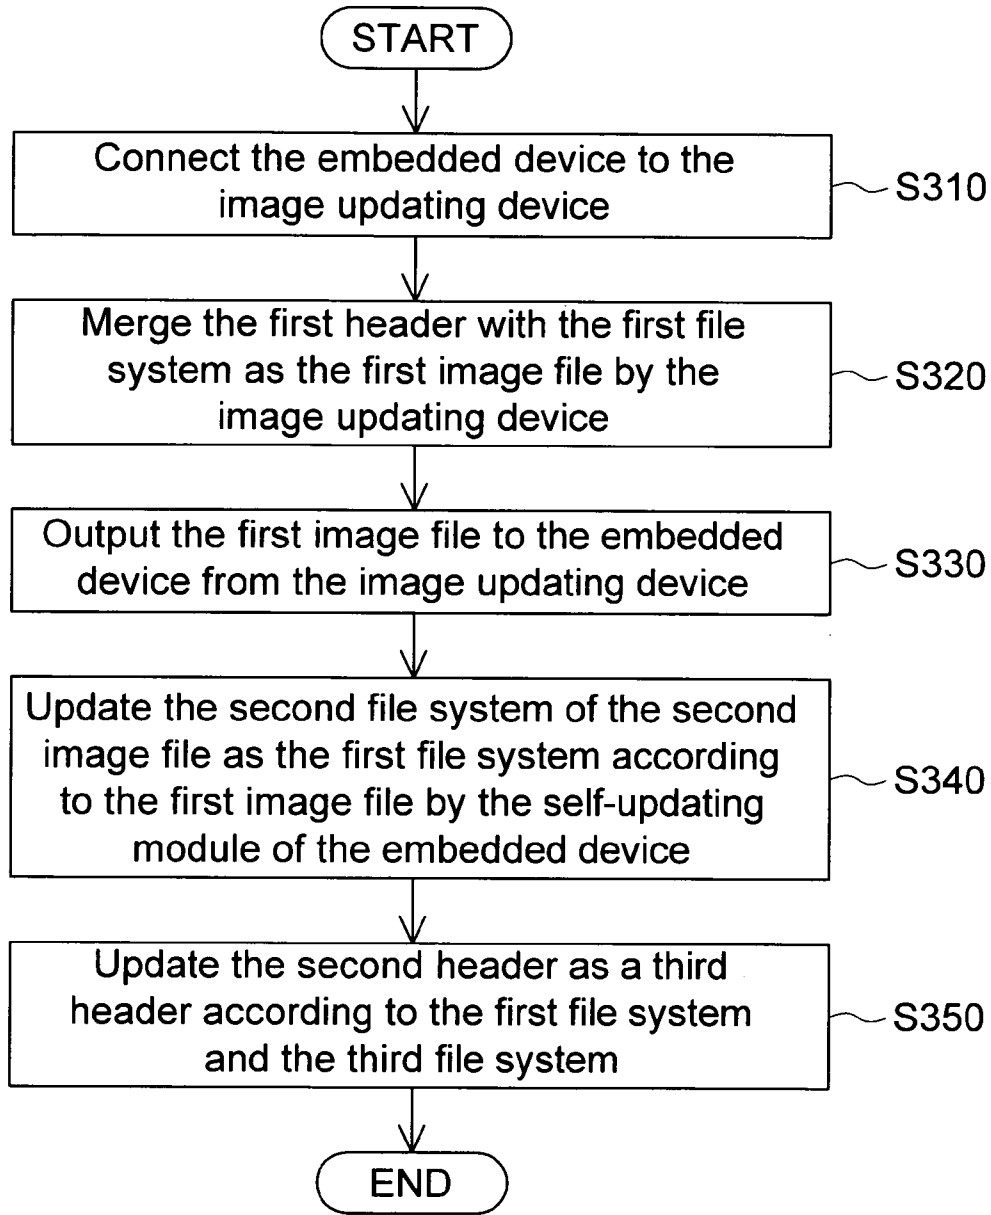 START
Connect the embedded device to the
image updating device
S310
Merge the first header with the first file
system as the first image file by the
image updating device
S320
Output the first image file to the embedded
device from the image updating device
S330
Update the second file system of the second
image file as the first file system according
to the first image file by the self-updating
module of the embedded device
S340
Update the second header as a third
header according to the first file system
and the third file system
S350
END